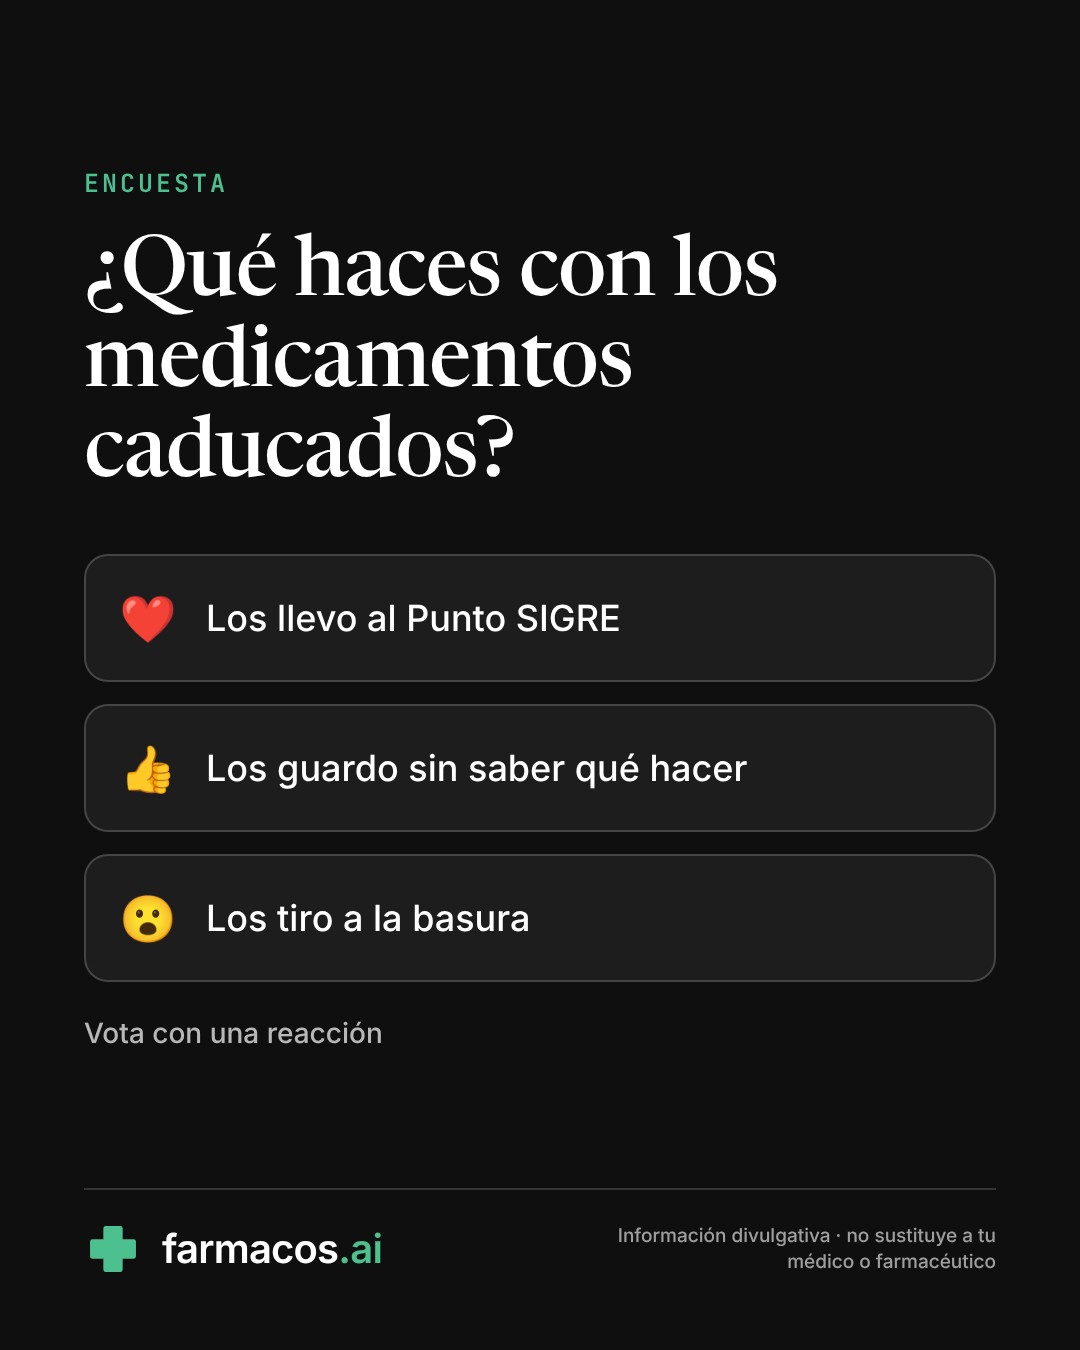 ENCUESTA
¿Qué haces con los
medicamentos
caducados?
❤️ Los llevo al Punto SIGRE
👍 Los guardo sin saber qué hacer
😮 Los tiro a la basura
Vota con una reacción
farmacos.ai
Información divulgativa · no sustituye a tu
médico o farmacéutico